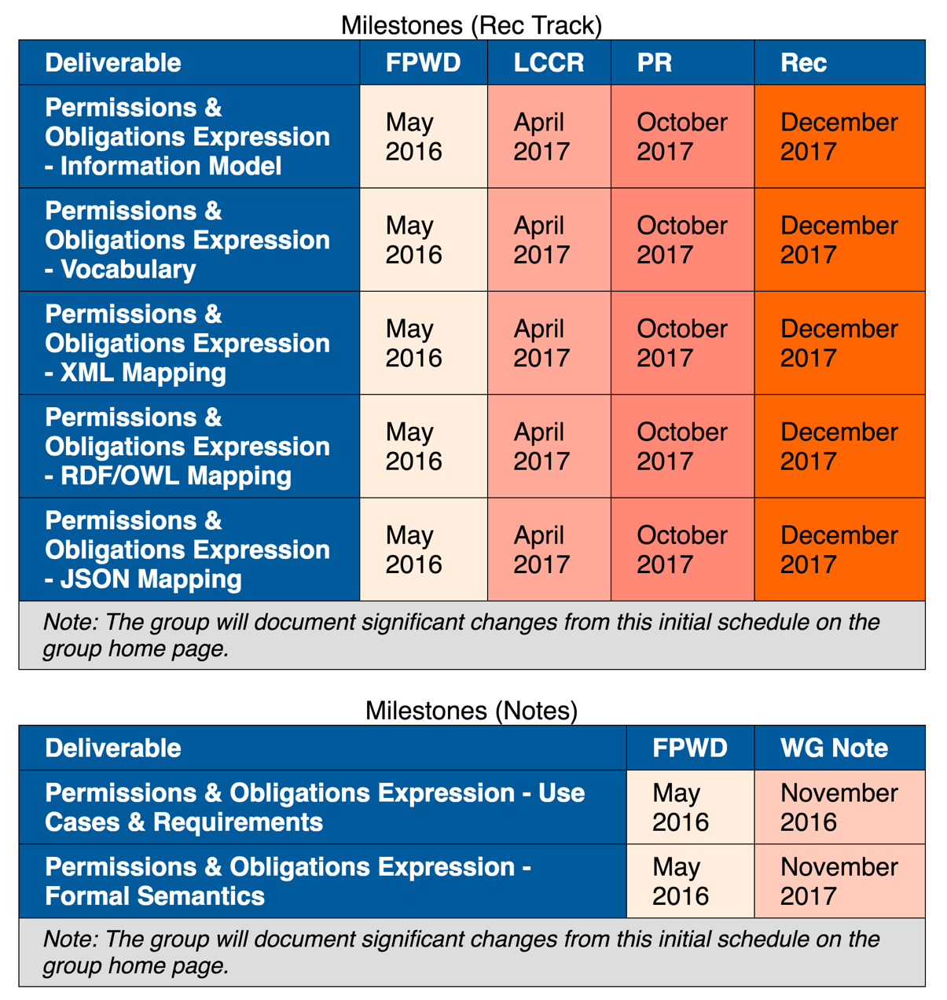 Milestones (Rec Track)
Deliverable FPWD LCCR PR Rec
Permissions &
Obligations Expression
- Information Model
May
2016
April
2017
October
2017
December
2017
Permissions &
Obligations Expression
- Vocabulary
May
2016
April
2017
October
2017
December
2017
Permissions &
Obligations Expression
- XML Mapping
May
2016
April
2017
October
2017
December
2017
Permissions &
Obligations Expression
- RDF/OWL Mapping
May
2016
April
2017
October
2017
December
2017
Permissions &
Obligations Expression
- JSON Mapping
May
2016
April
2017
October
2017
December
2017
Note: The group will document significant changes from this initial schedule on the
group home page.
Milestones (Notes)
Deliverable FPWD WG Note
Permissions & Obligations Expression - Use
Cases & Requirements
May
2016
November
2016
Permissions & Obligations Expression -
Formal Semantics
May
2016
November
2017
Note: The group will document significant changes from this initial schedule on the
group home page.